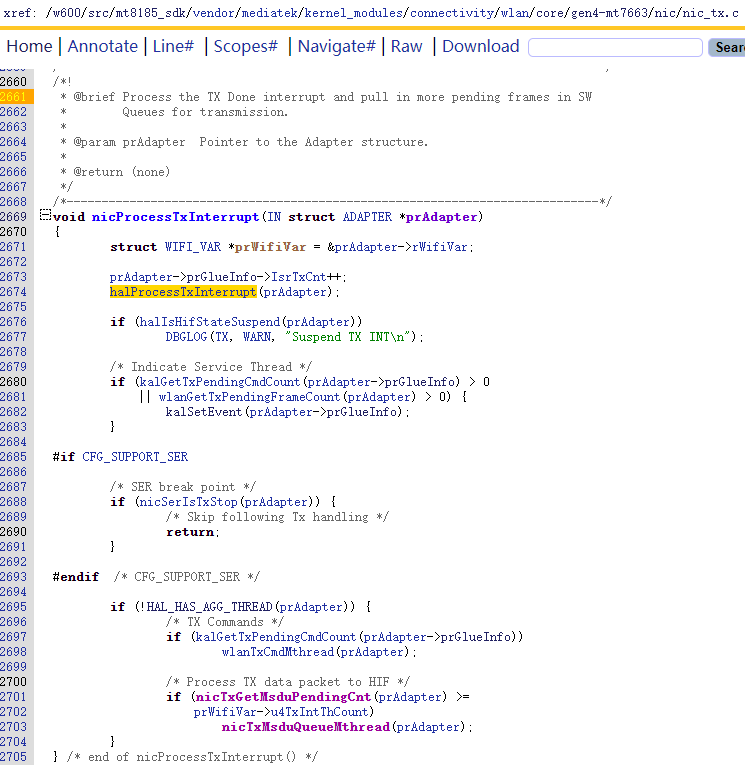 xref: /w600/src/mt8185_sdk/vendor/mediatek/kernel_modules/connectivity/wlan/core/gen4-mt7663/nic/nic_tx.c
Home | Annotate | Line# | Scopes# | Navigate# | Raw | Download Sear
2660 /*!
2661 * @brief Process the TX Done interrupt and pull in more pending frames in SW
2662 * Queues for transmission.
2663 *
2664 * @param prAdapter Pointer to the Adapter structure.
2665 *
2666 * @return (none)
2667 */
2668 /*----------------------------------------------------------------------------*/
2669 void nicProcessTxInterrupt(IN struct ADAPTER *prAdapter)
2670 {
2671 struct WIFI_VAR *prWifiVar = &prAdapter->rWifiVar;
2672
2673 prAdapter->prGlueInfo->IsrTxCnt++;
2674 halProcessTxInterrupt(prAdapter);
2675
2676 if (halIsHifStateSuspend(prAdapter))
2677 DBGLOG(TX, WARN, "Suspend TX INT\n");
2678
2679 /* Indicate Service Thread */
2680 if (kalGetTxPendingCmdCount(prAdapter->prGlueInfo) > 0
2681 || wlanGetTxPendingFrameCount(prAdapter) > 0) {
2682 kalSetEvent(prAdapter->prGlueInfo);
2683 }
2684
2685 #if CFG_SUPPORT_SER
2686
2687 /* SER break point */
2688 if (nicSerIsTxStop(prAdapter)) {
2689 /* Skip following Tx handling */
2690 return;
2691 }
2692
2693 #endif /* CFG_SUPPORT_SER */
2694
2695 if (!HAL_HAS_AGG_THREAD(prAdapter)) {
2696 /* TX Commands */
2697 if (kalGetTxPendingCmdCount(prAdapter->prGlueInfo))
2698 wlanTxCmdMthread(prAdapter);
2699
2700 /* Process TX data packet to HIF */
2701 if (nicTxGetMsduPendingCnt(prAdapter) >=
2702 prWifiVar->u4TxIntThCount)
2703 nicTxMsduQueueMthread(prAdapter);
2704 }
2705 } /* end of nicProcessTxInterrupt() */